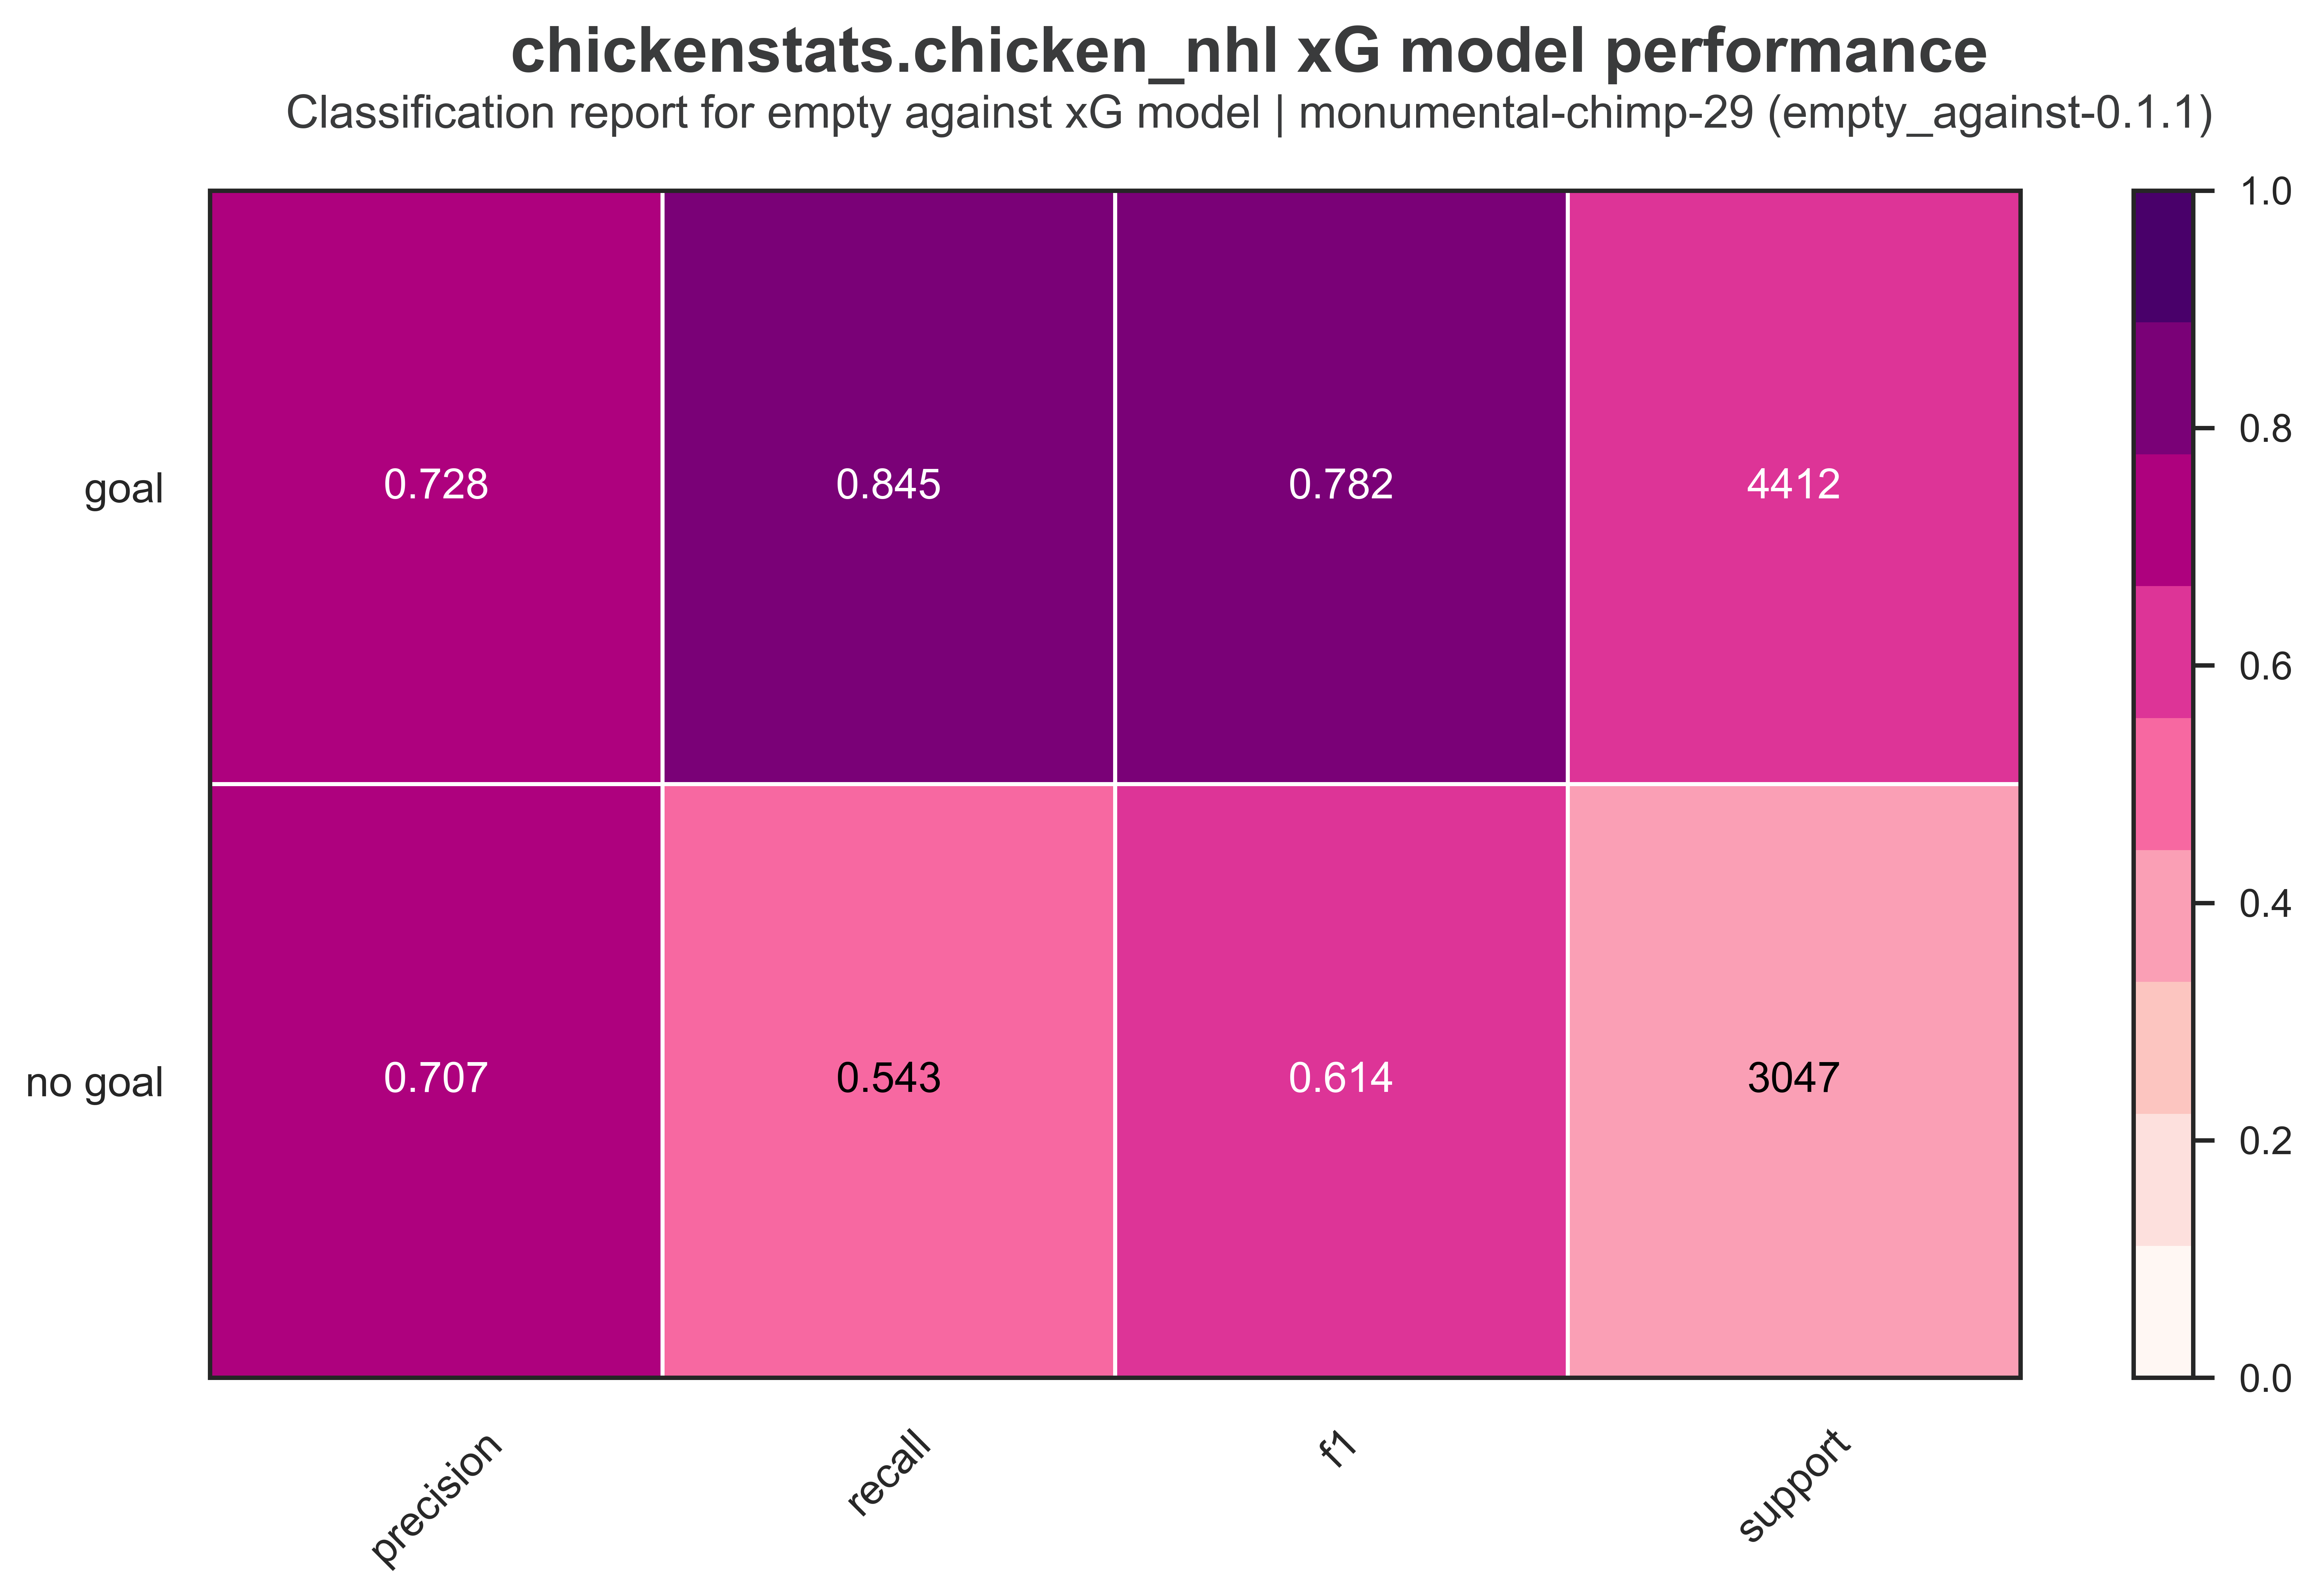 chickenstats.chicken_nhl xG model performance
Classification report for empty against xG model | monumental-chimp-29 (empty_against-0.1.1)
goal 0.728 0.845 0.782 4412
no goal 0.707 0.543 0.614 3047
precision recall f1 support
1.0
0.8
0.6
0.4
0.2
0.0